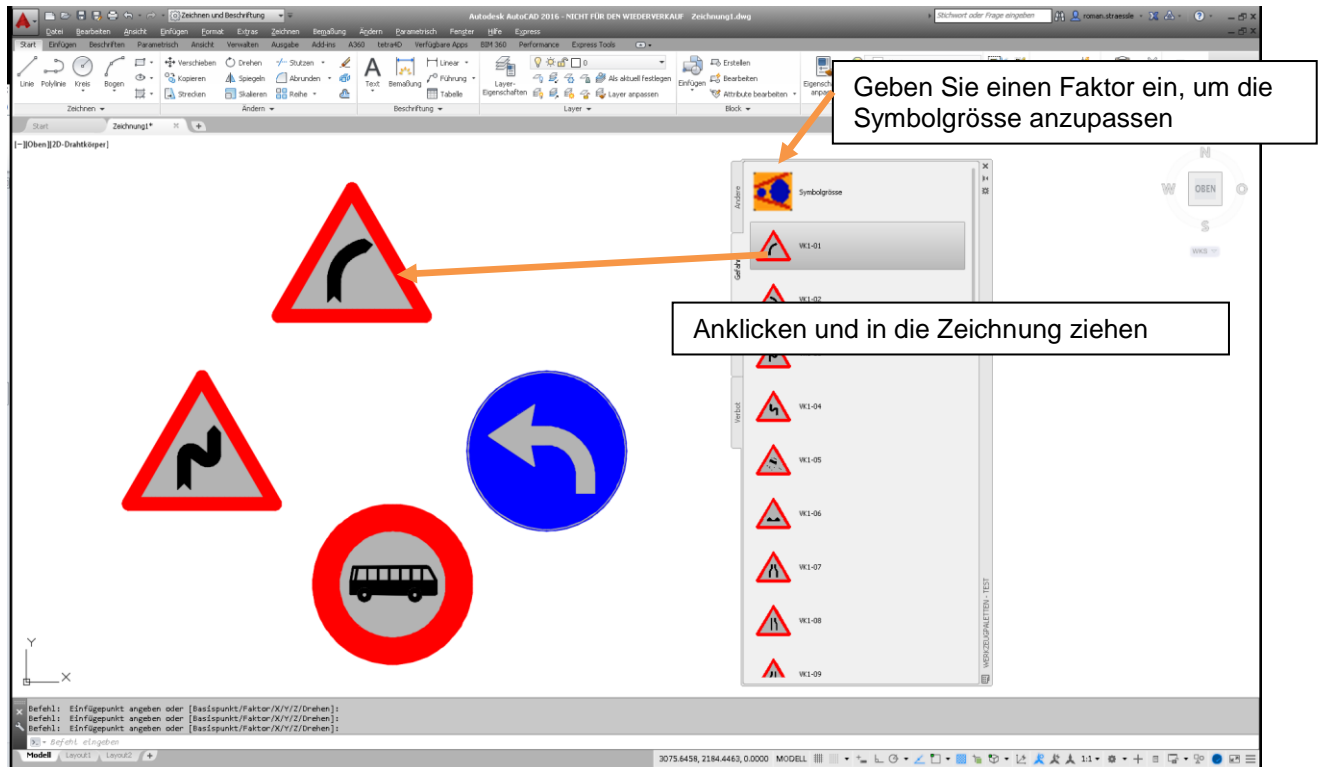 Zeichnen und Beschriftung
Autodesk AutoCAD 2016 - NICHT FÜR DEN WIEDERVERKAUF Zeichnung1.dwg
Stichwort oder Frage eingeben
roman.straessle
Datei Bearbeiten Ansicht Einfügen Format Extras Zeichnen Bemaßung Ändern Parametrisch Fenster Hilfe Express
Start Einfügen Beschriften Parametrisch Ansicht Verwalten Ausgabe Add-ins A360 tetra4D Verfügbare Apps BIM 360 Performance Express Tools
Linie Polylinie Kreis Bogen
Verschieben Drehen Stutzen
Kopieren Spiegeln Abrunden
Strecken Skalieren Reihe
Text Bemaßung
Linear
Führung
Tabelle
Layer-
Eigenschaften
0
Als aktuell festlegen
Layer anpassen
Einfügen
Erstellen
Bearbeiten
Attribute bearbeiten
Zeichnen Ändern Beschriftung Layer Block
Geben Sie einen Faktor ein, um die
Symbolgrösse anzupassen
Start Zeichnung1*
[-][Oben][2D-Drahtkörper]
N
W OBEN O
S
WKS
Andere
Verbot
Symbolgrösse
VK1-01
VK1-02
Anklicken und in die Zeichnung ziehen
VK1-04
VK1-05
VK1-06
VK1-07
VK1-08
VK1-09
WERKZEUGPALETTEN - TEST
Y
X
Befehl: Einfügepunkt angeben oder [Basispunkt/Faktor/X/Y/Z/Drehen]:
Befehl: Einfügepunkt angeben oder [Basispunkt/Faktor/X/Y/Z/Drehen]:
Befehl: Einfügepunkt angeben oder [Basispunkt/Faktor/X/Y/Z/Drehen]:
Befehl eingeben
Modell Layout1 Layout2 +
3075.6458, 2184.4463, 0.0000 MODELL
1:1